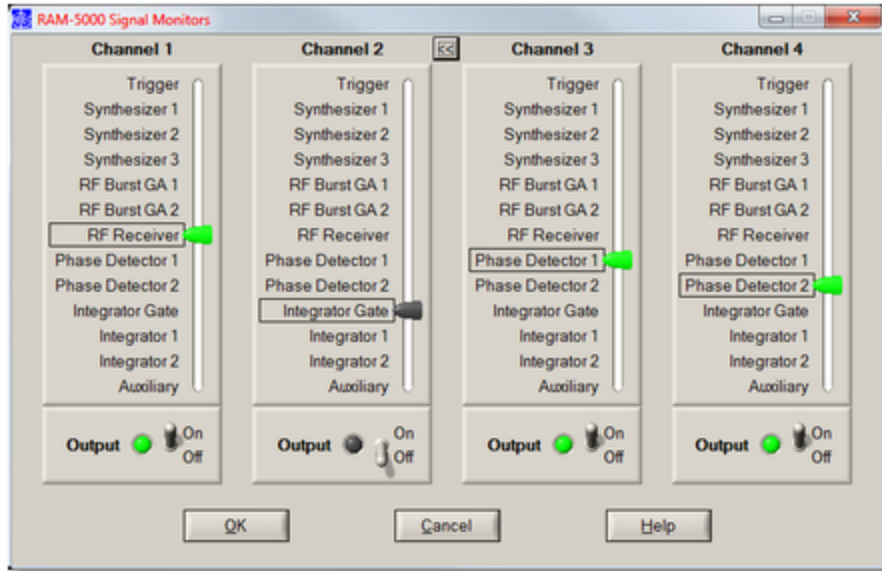 RAM-5000 Signal Monitors
Channel 1
Trigger
Synthesizer 1
Synthesizer 2
Synthesizer 3
RF Burst GA 1
RF Burst GA 2
RF Receiver
Phase Detector 1
Phase Detector 2
Integrator Gate
Integrator 1
Integrator 2
Auxiliary
Output
On
Off
Channel 2
<<
Trigger
Synthesizer 1
Synthesizer 2
Synthesizer 3
RF Burst GA 1
RF Burst GA 2
RF Receiver
Phase Detector 1
Phase Detector 2
Integrator Gate
Integrator 1
Integrator 2
Auxiliary
Output
On
Off
Channel 3
Trigger
Synthesizer 1
Synthesizer 2
Synthesizer 3
RF Burst GA 1
RF Burst GA 2
RF Receiver
Phase Detector 1
Phase Detector 2
Integrator Gate
Integrator 1
Integrator 2
Auxiliary
Output
On
Off
Channel 4
Trigger
Synthesizer 1
Synthesizer 2
Synthesizer 3
RF Burst GA 1
RF Burst GA 2
RF Receiver
Phase Detector 1
Phase Detector 2
Integrator Gate
Integrator 1
Integrator 2
Auxiliary
Output
On
Off
OK
Cancel
Help